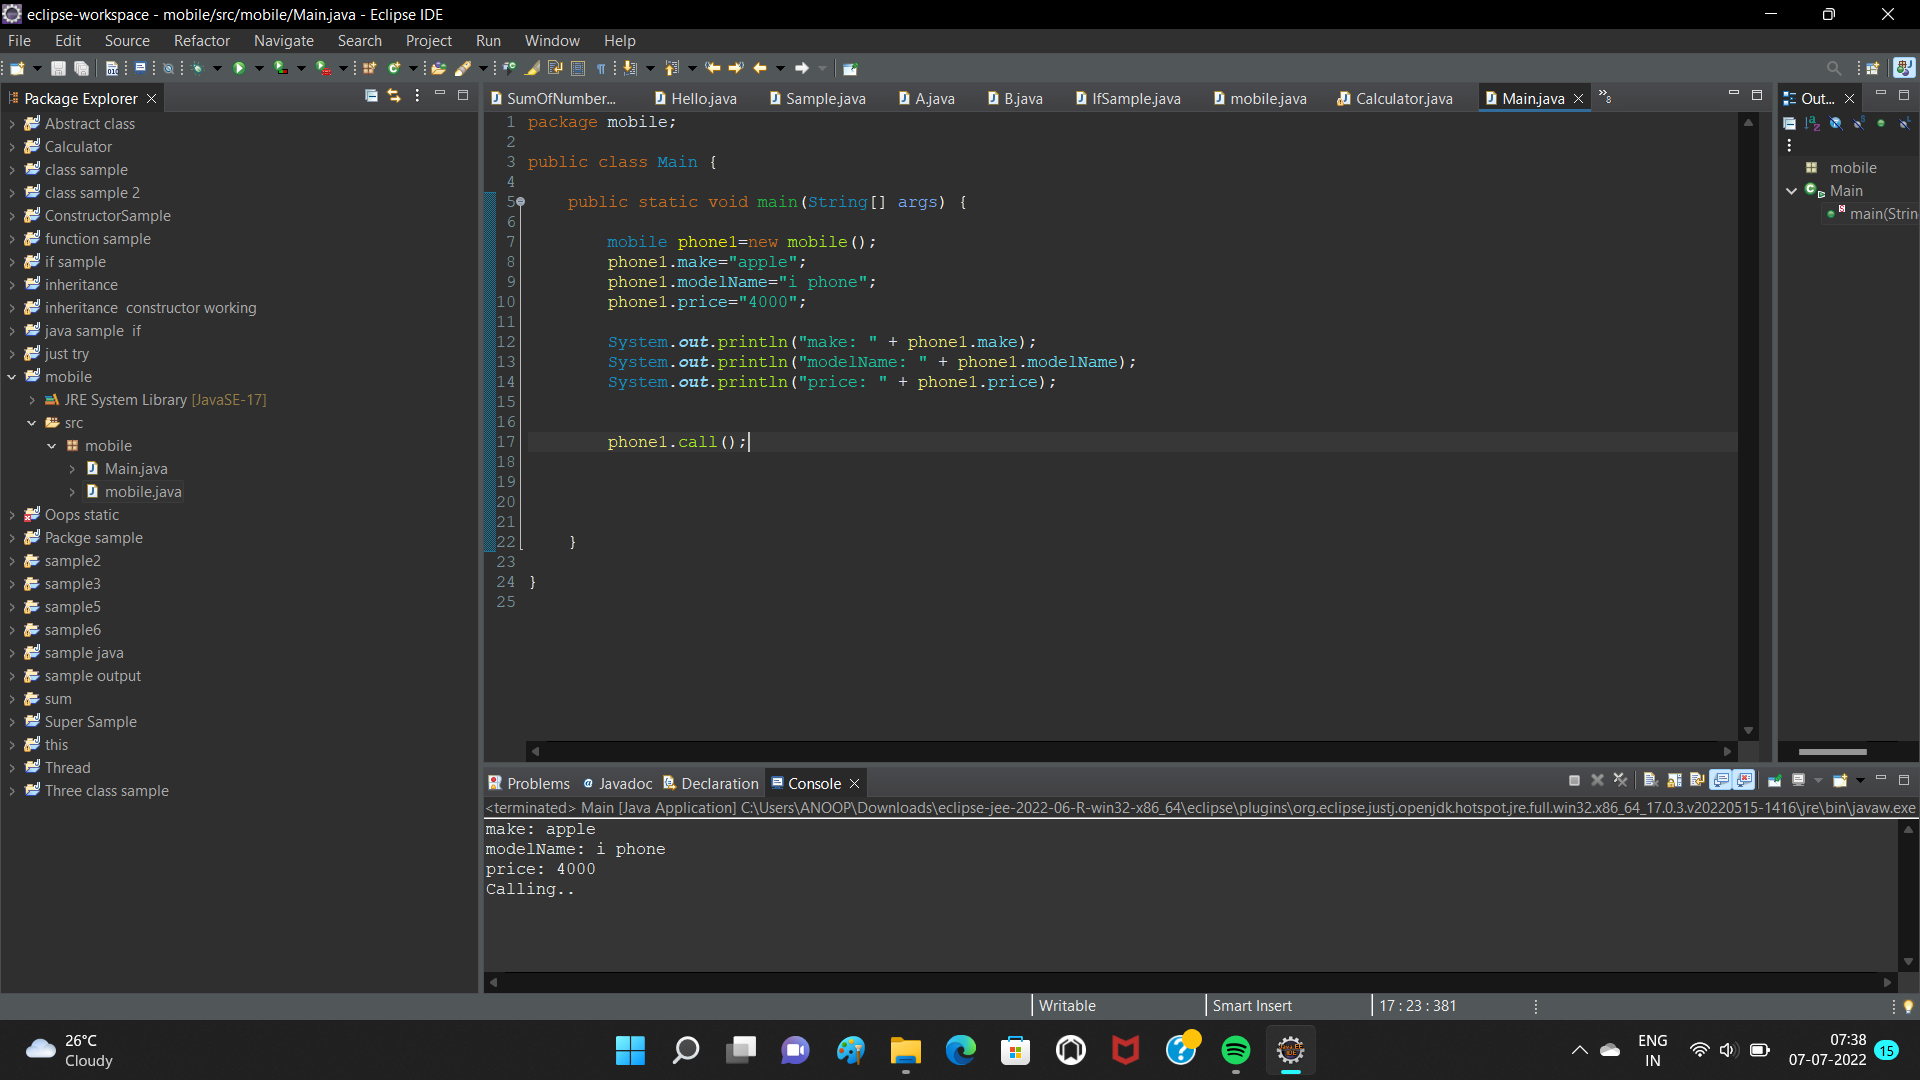 eclipse-workspace - mobile/src/mobile/Main.java - Eclipse IDE
File Edit Source Refactor Navigate Search Project Run Window Help
Package Explorer
Abstract class
Calculator
class sample
class sample 2
ConstructorSample
function sample
if sample
inheritance
inheritance constructor working
java sample if
just try
mobile
JRE System Library [JavaSE-17]
src
mobile
Main.java
mobile.java
Oops static
Packge sample
sample2
sample3
sample5
sample6
sample java
sample output
sum
Super Sample
this
Thread
Three class sample
SumOfNumber... Hello.java Sample.java A.java B.java IfSample.java mobile.java Calculator.java Main.java »8
1 package mobile;
2
3 public class Main {
4
5 public static void main(String[] args) {
6
7 mobile phone1=new mobile();
8 phone1.make="apple";
9 phone1.modelName="i phone";
10 phone1.price="4000";
11
12 System.out.println("make: " + phone1.make);
13 System.out.println("modelName: " + phone1.modelName);
14 System.out.println("price: " + phone1.price);
15
16
17 phone1.call();
18
19
20
21
22 }
23
24 }
25
Out...
mobile
Main
main(Strin
Problems Javadoc Declaration Console
<terminated> Main [Java Application] C:\Users\ANOOP\Downloads\eclipse-jee-2022-06-R-win32-x86_64\eclipse\plugins\org.eclipse.justj.openjdk.hotspot.jre.full.win32.x86_64_17.0.3.v20220515-1416\jre\bin\javaw.exe
make: apple
modelName: i phone
price: 4000
Calling..
Writable Smart Insert 17 : 23 : 381
26°C
Cloudy
ENG
IN
07:38
07-07-2022
15